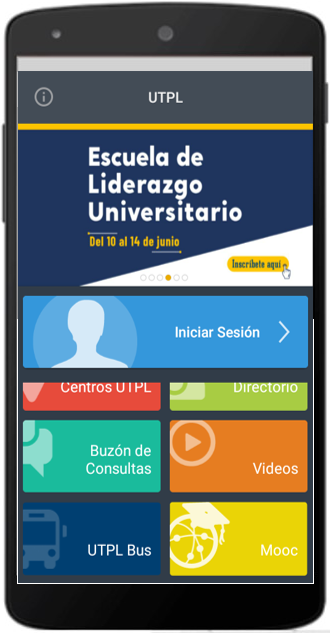 UTPL
Escuela de
Liderazgo
Universitario
Del 10 al 14 de junio
Inscríbete aquí
Iniciar Sesión
Centros UTPL
Directorio
Buzón de
Consultas
Videos
UTPL Bus
Mooc